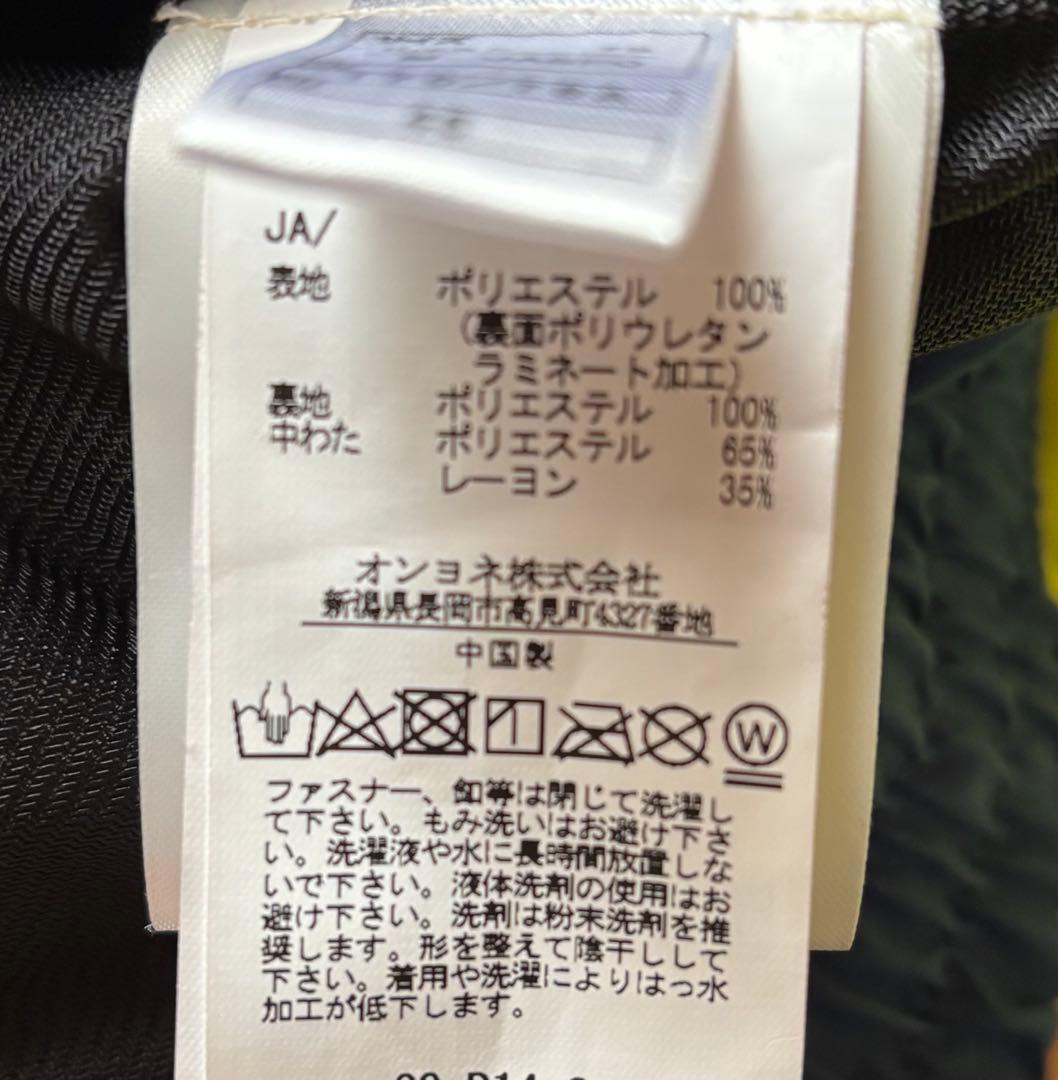 JA/
表地 ポリエステル 100%
(裏面ポリウレタン
ラミネート加工)
裏地 ポリエステル 100%
中わた ポリエステル 65%
レーヨン 35%
オンヨネ株式会社
新潟県長岡市高見町4327番地
中国製
W
ファスナー、釦等は閉じて洗濯し
て下さい。もみ洗いはお避け下さ
い。洗濯液や水に長時間放置しな
いで下さい。液体洗剤の使用はお
避け下さい。洗剤は粉末洗剤を推
奨します。形を整えて陰干しして
下さい。着用や洗濯によりはっ水
加工が低下します。